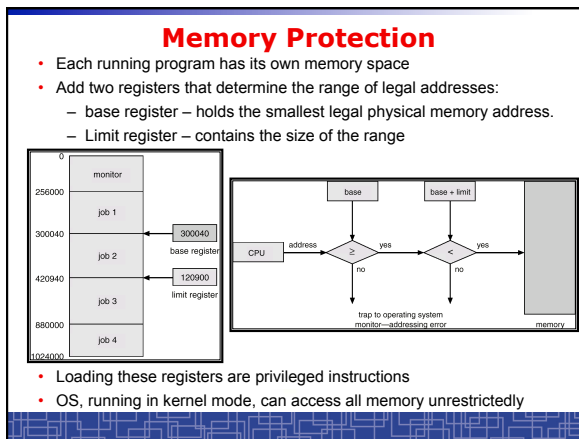 Memory Protection
• Each running program has its own memory space
• Add two registers that determine the range of legal addresses:
– base register – holds the smallest legal physical memory address.
– Limit register – contains the size of the range
0
monitor
256000
job 1
300040
300040
base register
job 2
420940
120900
limit register
job 3
880000
job 4
1024000
base
base + limit
CPU
address
≥
yes
<
yes
no
no
trap to operating system
monitor—addressing error
memory
• Loading these registers are privileged instructions
• OS, running in kernel mode, can access all memory unrestrictedly